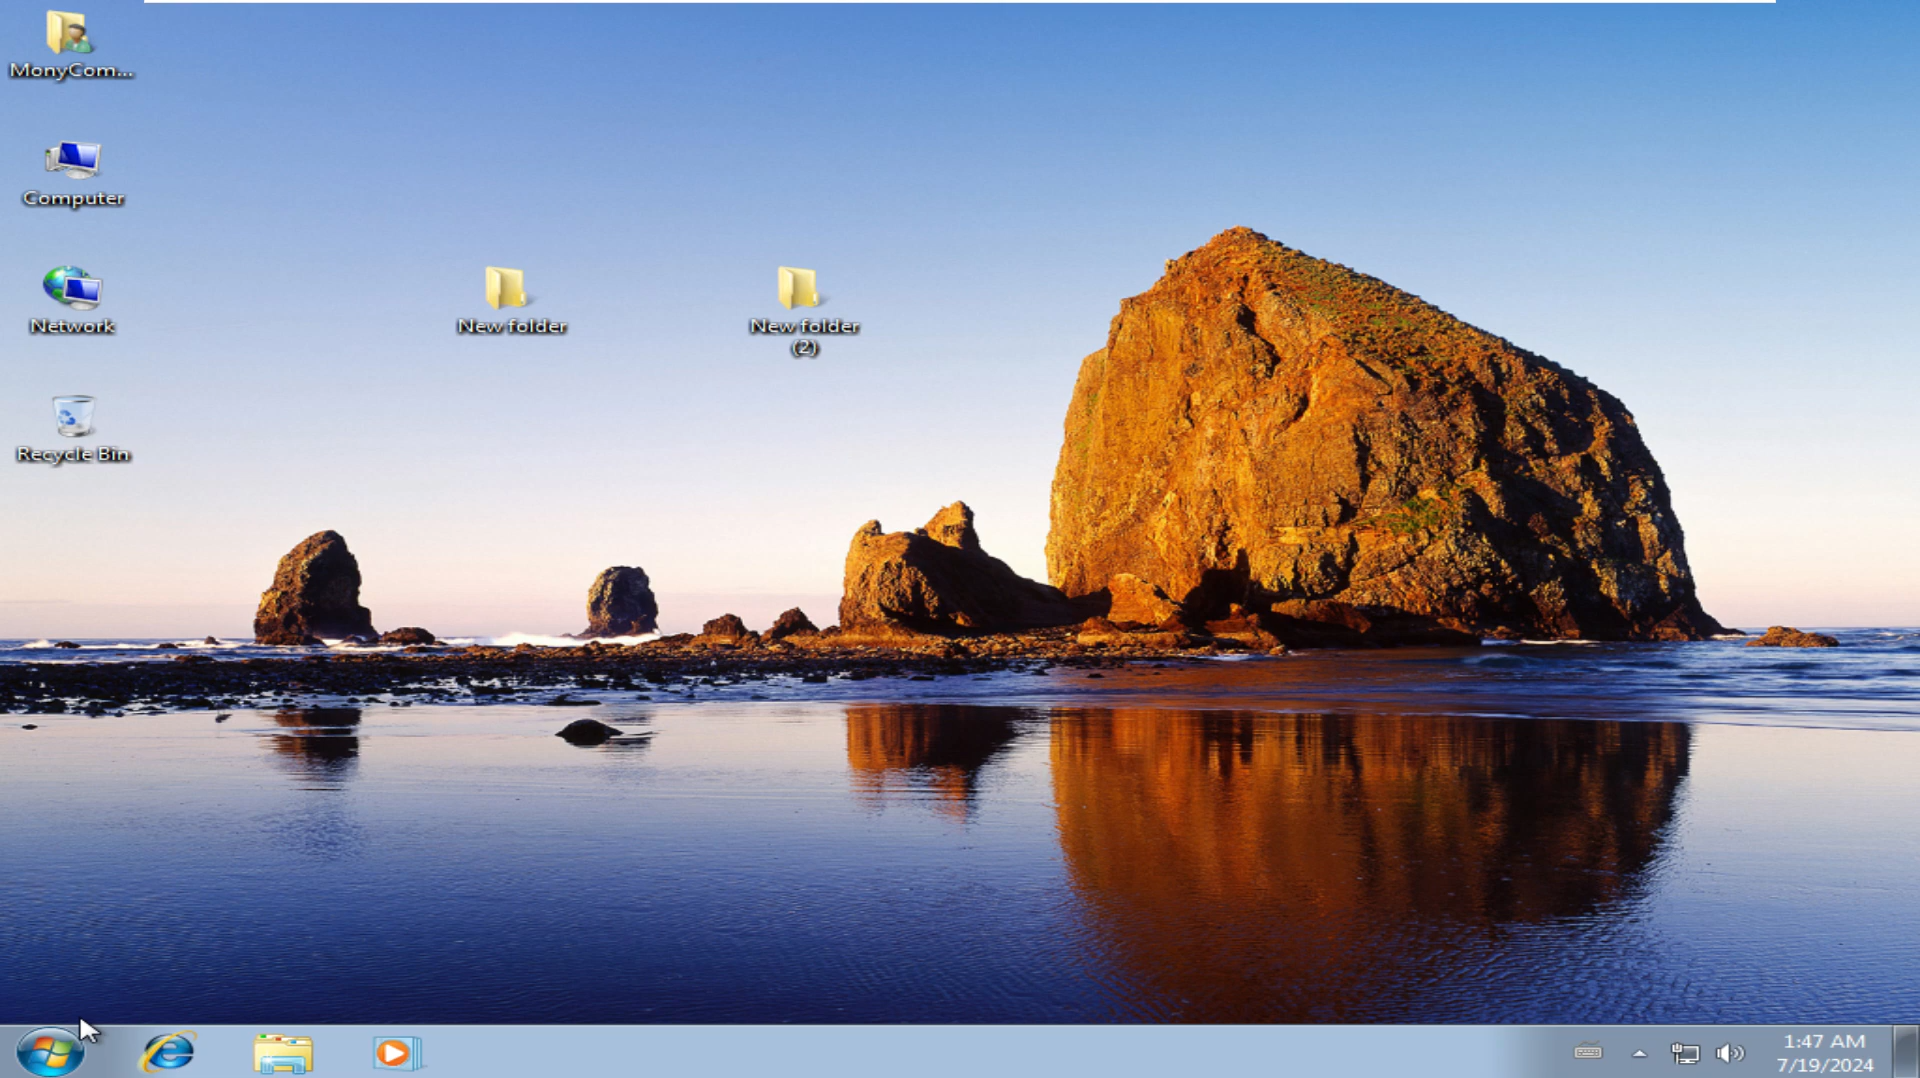 MonyCom...
Computer
Network
Recycle Bin
New folder
New folder
(2)
1:47 AM
7/19/2024